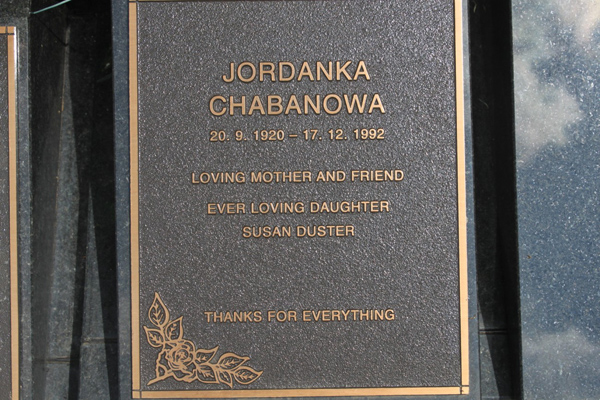 JORDANKA
CHABANOWA
20. 9. 1920 – 17. 12. 1992
LOVING MOTHER AND FRIEND
EVER LOVING DAUGHTER
SUSAN DUSTER
THANKS FOR EVERYTHING